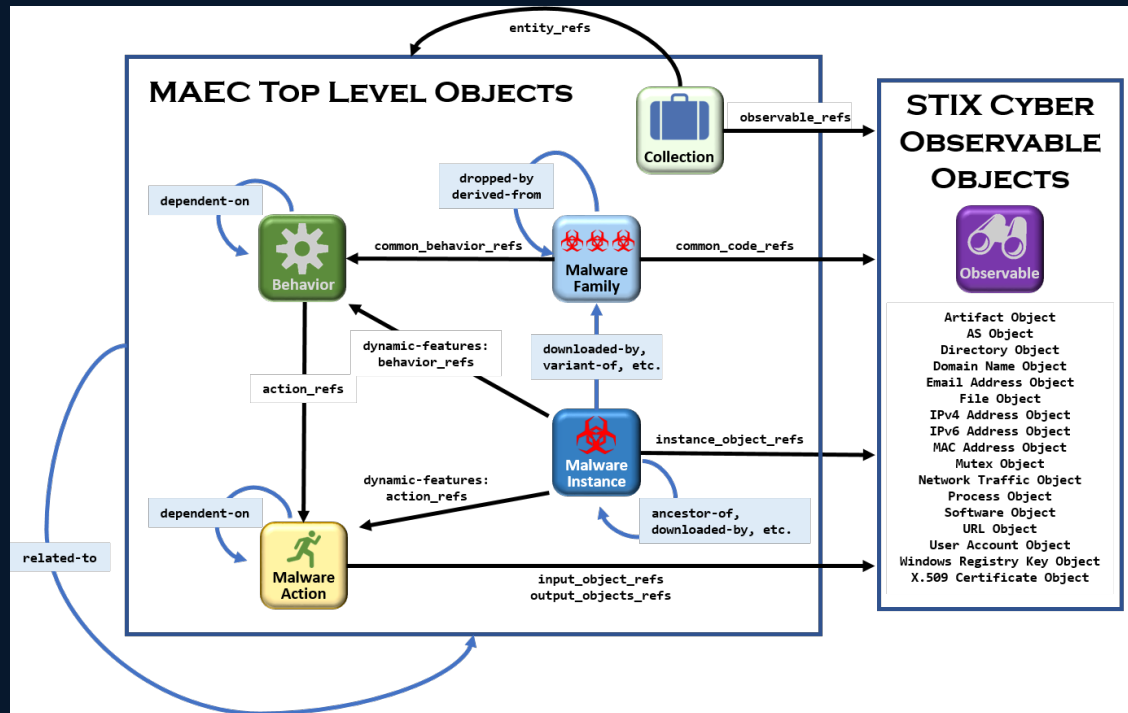 entity_refs
MAEC Top Level Objects
Collection
observable_refs
STIX Cyber
Observable
Objects
Observable
dropped-by
derived-from
dependent-on
Behavior
common_behavior_refs
Malware
Family
common_code_refs
dynamic-features:
behavior_refs
downloaded-by,
variant-of, etc.
action_refs
Malware
Instance
instance_object_refs
dynamic-features:
action_refs
ancestor-of,
downloaded-by, etc.
dependent-on
related-to
Malware
Action
input_object_refs
output_objects_refs
Artifact Object
AS Object
Directory Object
Domain Name Object
Email Address Object
File Object
IPv4 Address Object
IPv6 Address Object
MAC Address Object
Mutex Object
Network Traffic Object
Process Object
Software Object
URL Object
User Account Object
Windows Registry Key Object
X.509 Certificate Object